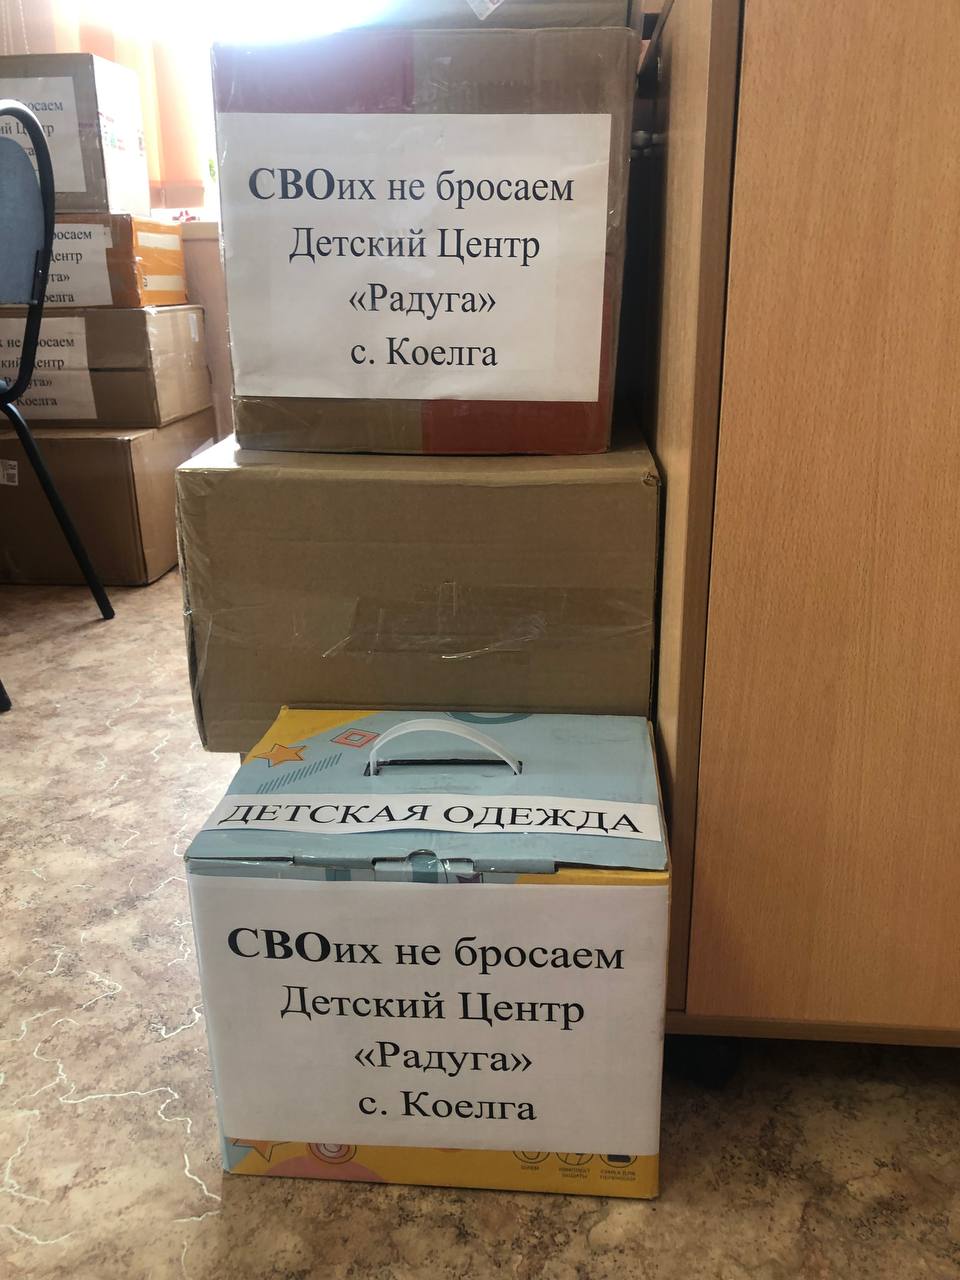 СВОих не бросаем
Детский Центр
«Радуга»
с. Коелга
ДЕТСКАЯ ОДЕЖДА
СВОих не бросаем
Детский Центр
«Радуга»
с. Коелга